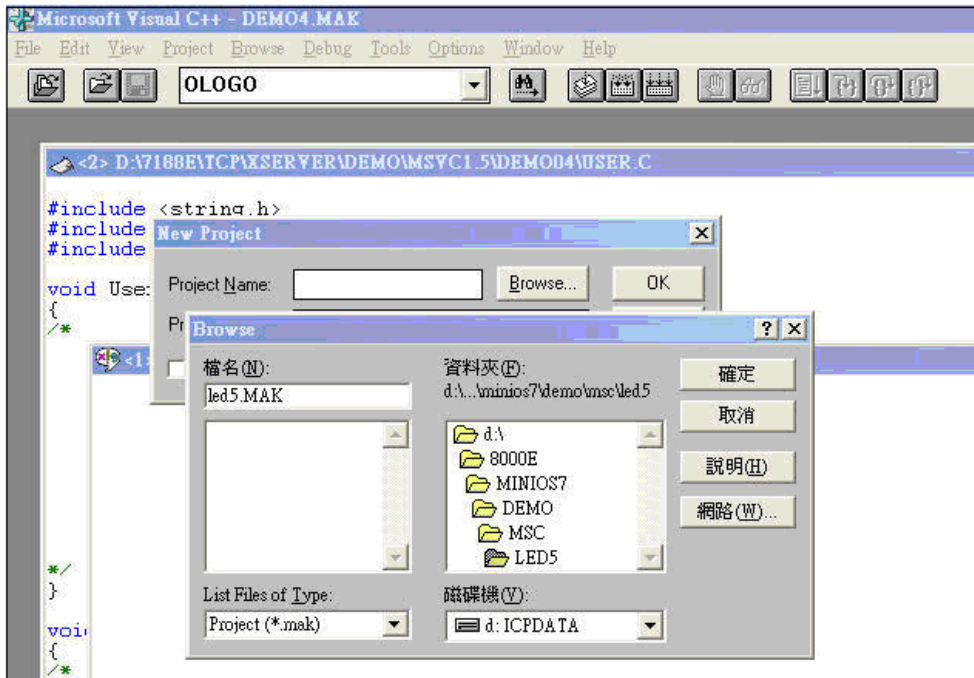 Microsoft Visual C++ - DEMO4.MAK
File Edit View Project Browse Debug Tools Options Window Help
OLOGO
<2> D:\7188E\TCP\XSERVER\DEMO\MSVC1.5\DEMO04\USER.C
#include <string.h>
#include
#include
void User
{
/*
New Project
Project Name:
Browse...
OK
<1>
Browse
檔名(N):
led5.MAK
資料夾(F):
d:\...\minios7\demo\msc\led5
d:\
8000E
MINIOS7
DEMO
MSC
LED5
確定
取消
說明(H)
網路(W)...
List Files of Type:
Project (*.mak)
磁碟機(V):
d: ICPDATA
*/
}
void
{
/*